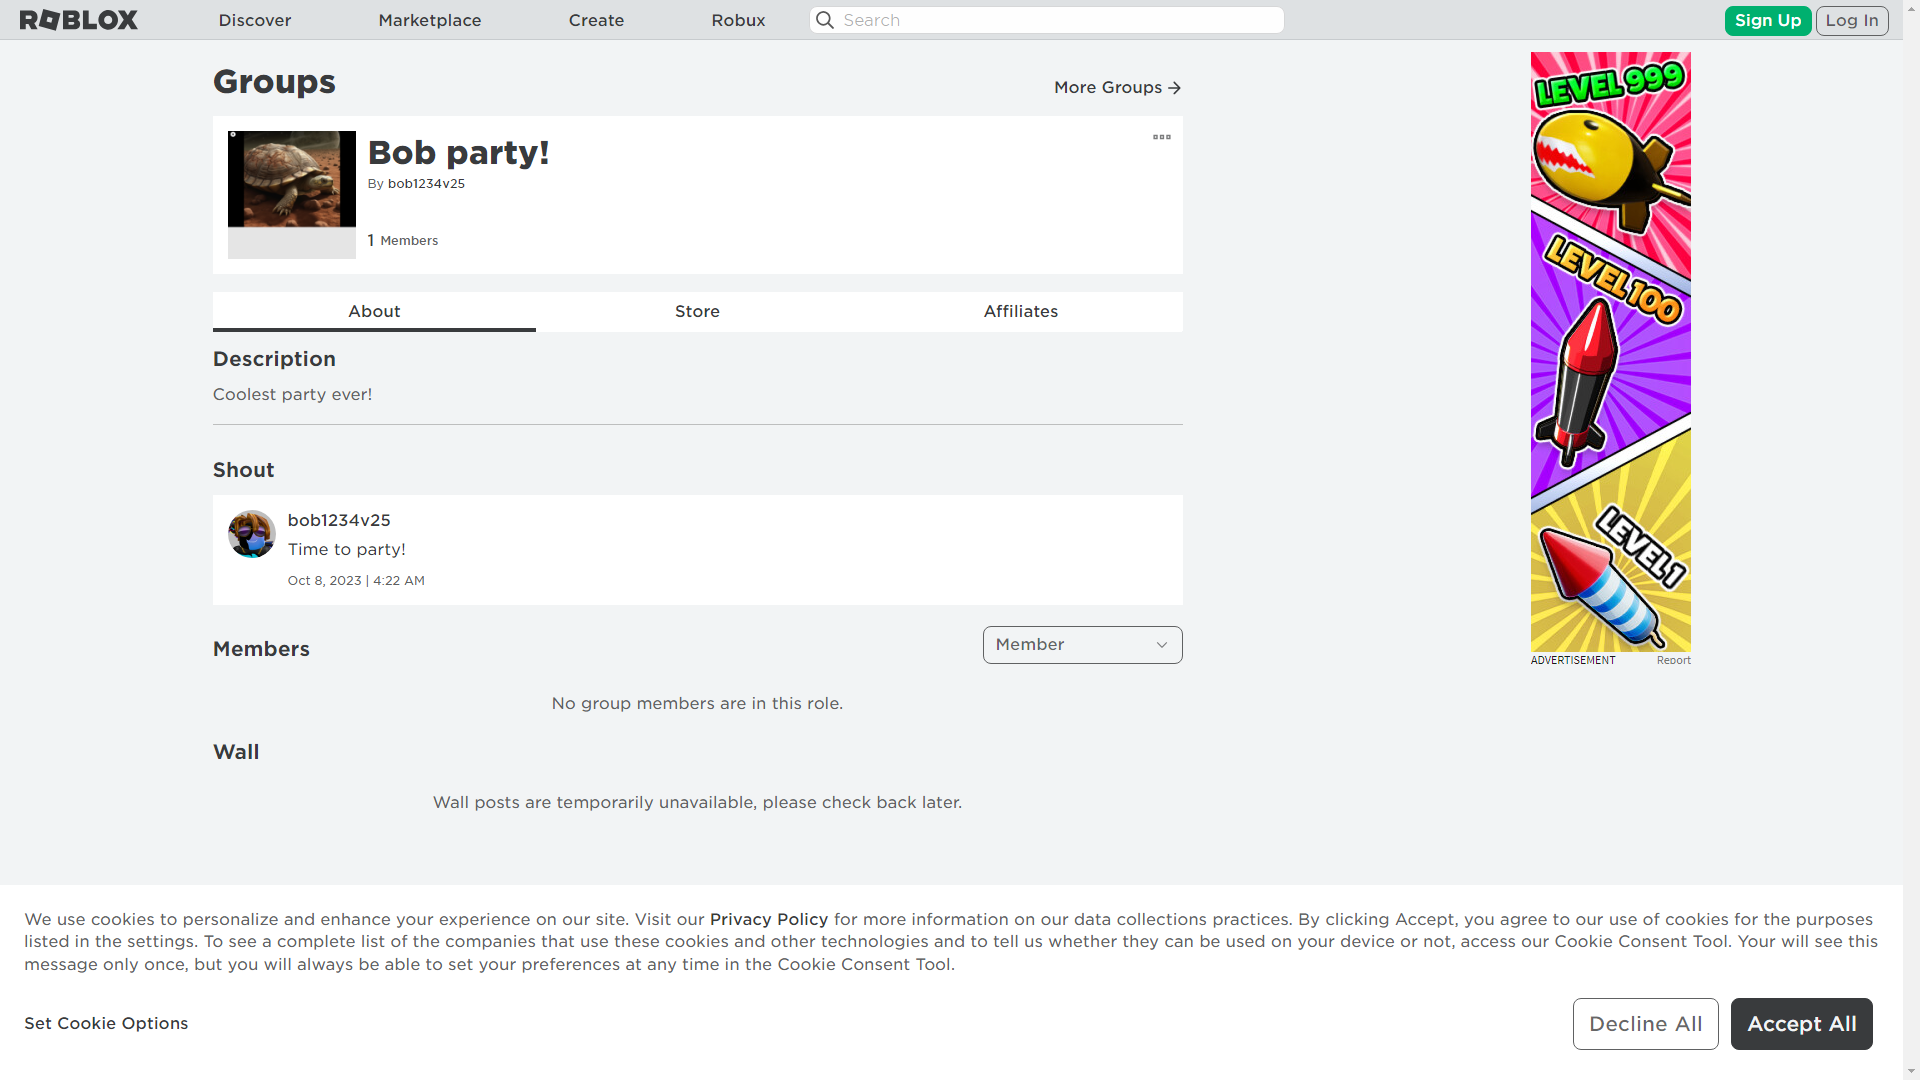 ROBLOX
Discover
Marketplace
Create
Robux
Search
Sign Up
Log In
Groups
More Groups
Bob party!
By bob1234v25
1 Members
About
Store
Affiliates
Description
Coolest party ever!
Shout
bob1234v25
Time to party!
Oct 8, 2023 | 4:22 AM
Members
Member
No group members are in this role.
Wall
Wall posts are temporarily unavailable, please check back later.
LEVEL 999
LEVEL 100
LEVEL 1
ADVERTISEMENT
Report
We use cookies to personalize and enhance your experience on our site. Visit our Privacy Policy for more information on our data collections practices. By clicking Accept, you agree to our use of cookies for the purposes
listed in the settings. To see a complete list of the companies that use these cookies and other technologies and to tell us whether they can be used on your device or not, access our Cookie Consent Tool. Your will see this
message only once, but you will always be able to set your preferences at any time in the Cookie Consent Tool.
Set Cookie Options
Decline All
Accept All